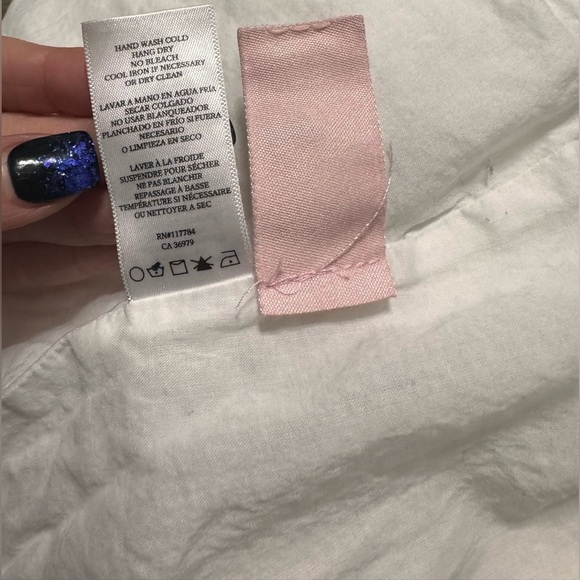 HAND WASH COLD
HANG DRY
NO BLEACH
COOL IRON IF NECESSARY
OR DRY CLEAN
LAVAR A MANO EN AGUA FRÍA
SECAR COLGADO
NO USAR BLANQUEADOR
PLANCHADO EN FRÍO SI FUERA
NECESARIO
O LIMPIEZA EN SECO
LAVER À LA FROIDE
SUSPENDRE POUR SÉCHER
NE PAS BLANCHIR
REPASSAGE À BASSE
TEMPÉRATURE SI NÉCESSAIRE
OU NETTOYER A SEC
RN#117784
CA 36979